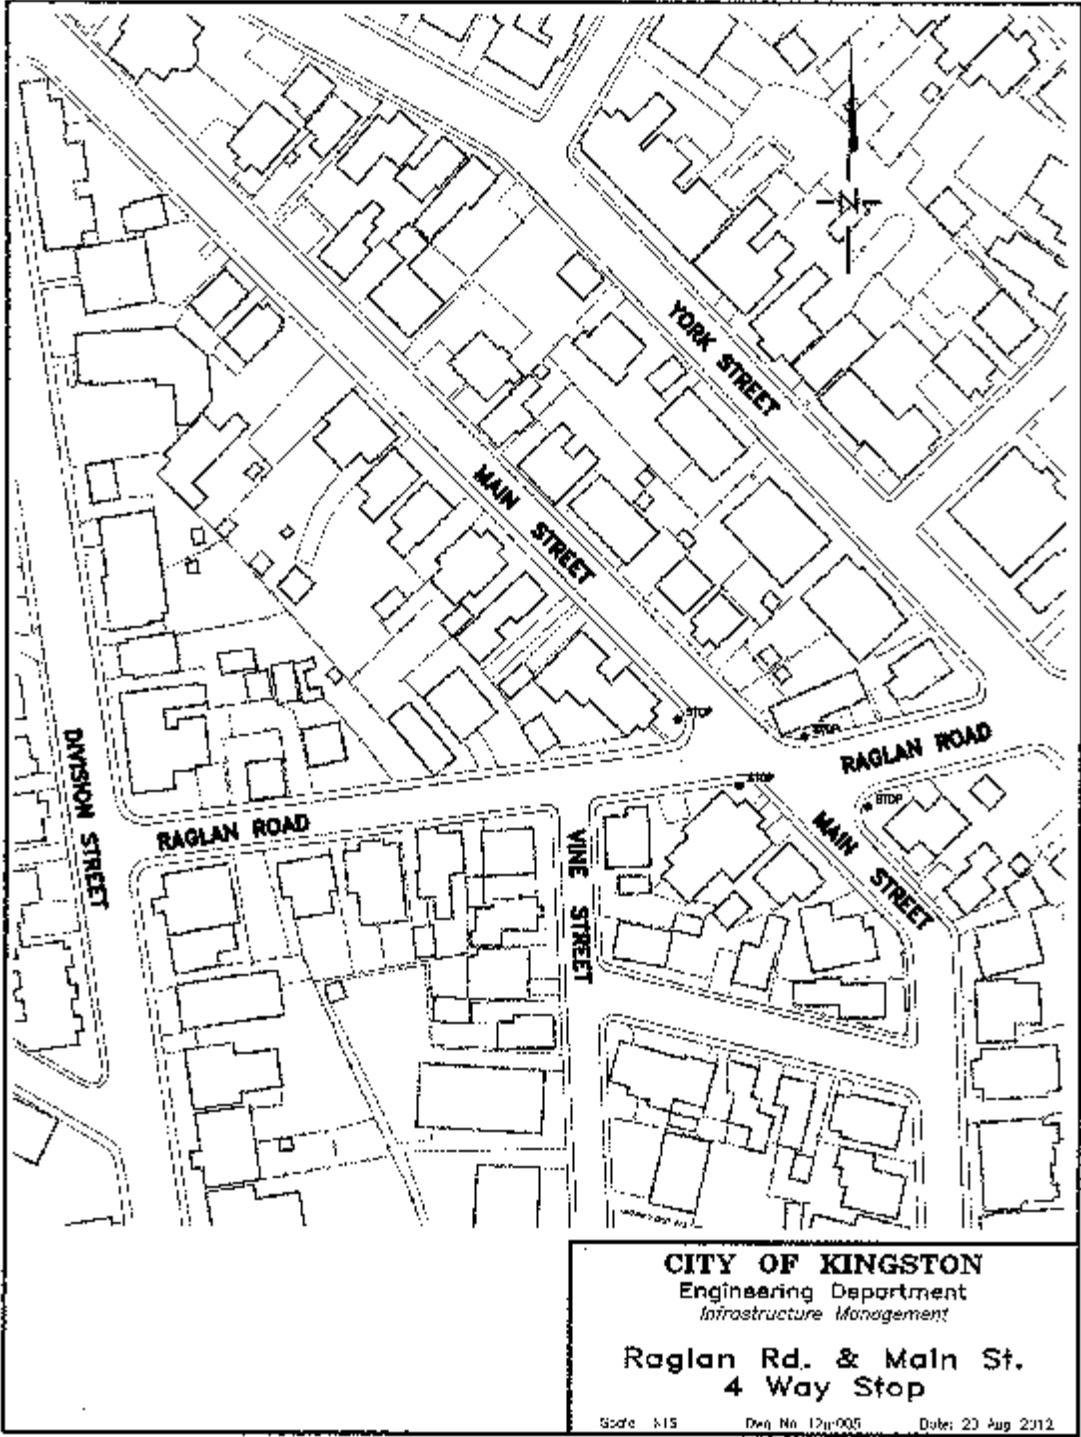 YORK STREET
MAIN STREET
STOP
STOP
RAGLAN ROAD
STOP
STOP
DIVISION STREET
RAGLAN ROAD
VINE STREET
MAIN STREET
CITY OF KINGSTON
Engineering Department
Infrastructure Management
Raglan Rd. & Main St.
4 Way Stop
Scale NTS Date: 20 Aug 2012